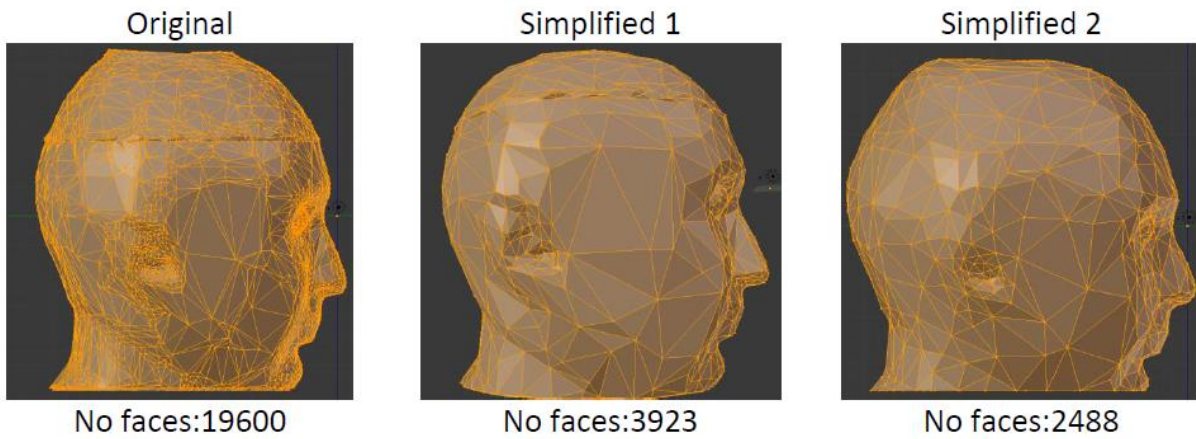 Original
Simplified 1
Simplified 2
No faces:19600
No faces:3923
No faces:2488